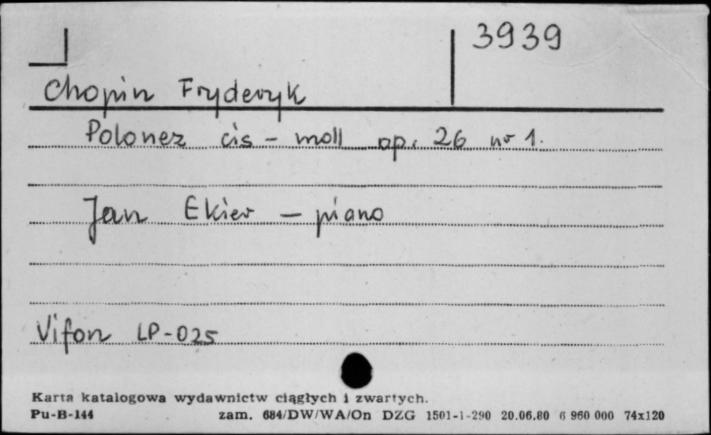 3939
Chopin Fryderyk
Polonez cis - moll op. 26 nr 1.
Jan Ekier - piano
Vifon LP-025
Karta katalogowa wydawnictw ciągłych i zwartych.
Pu-B-144 zam. 684/DW/WA/On DZG 1501-1-290 20.06.80 6 960 000 74x120